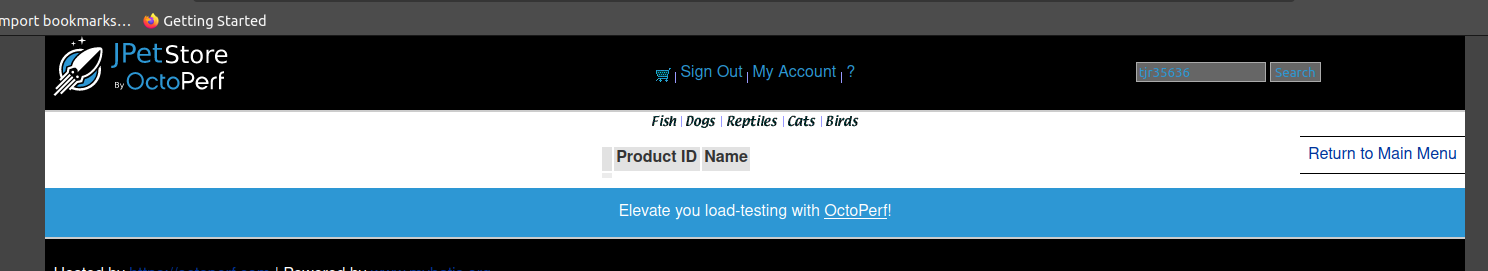 mport bookmarks… Getting Started
JPetStore
By OctoPerf
Sign Out | My Account | ?
tjr35636 Search
Fish | Dogs | Reptiles | Cats | Birds
Product ID Name
Return to Main Menu
Elevate you load-testing with OctoPerf!